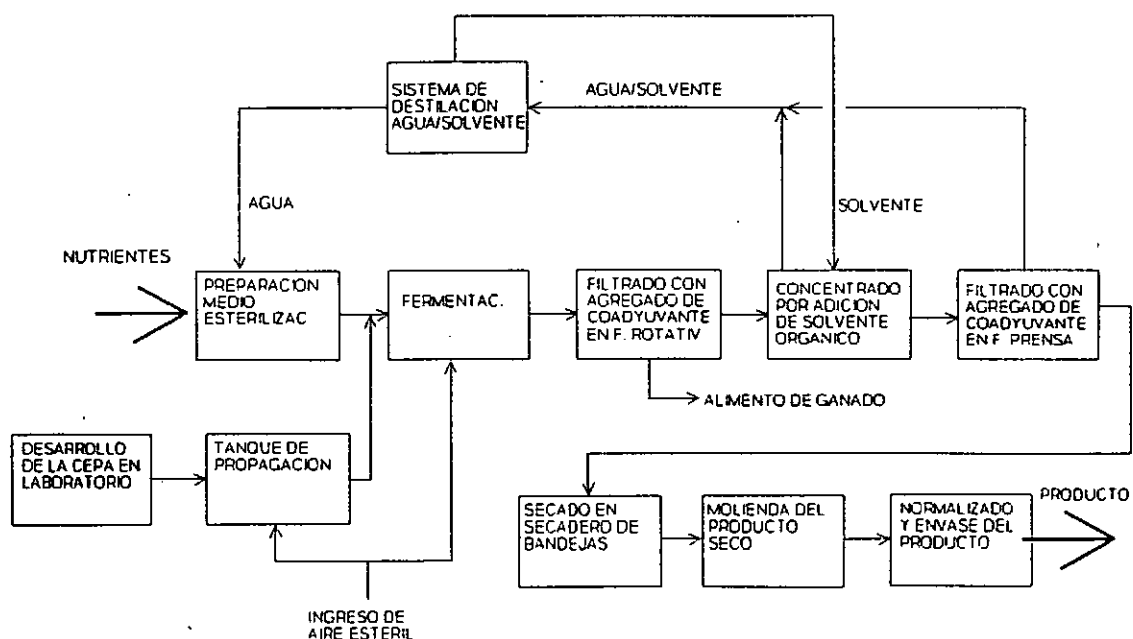 SISTEMA DE
DESTILACION
AGUA/SOLVENTE
AGUA/SOLVENTE
AGUA
SOLVENTE
NUTRIENTES
PREPARACION
MEDIO
ESTERILIZAC
FERMENTAC.
FILTRADO CON
AGREGADO DE
COADYUVANTE
EN F. ROTATIV
CONCENTRADO
POR ADICION
DE SOLVENTE
ORGANICO
FILTRADO CON
AGREGADO DE
COADYUVANTE
EN F. PRENSA
ALIMENTO DE GANADO
DESARROLLO
DE LA CEPA EN
LABORATORIO
TANQUE DE
PROPAGACION
SECADO EN
SECADERO DE
BANDEJAS
MOLIENDA DEL
PRODUCTO
SECO
NORMALIZADO
Y ENVASE DEL
PRODUCTO
PRODUCTO
INGRESO DE
AIRE ESTERIL